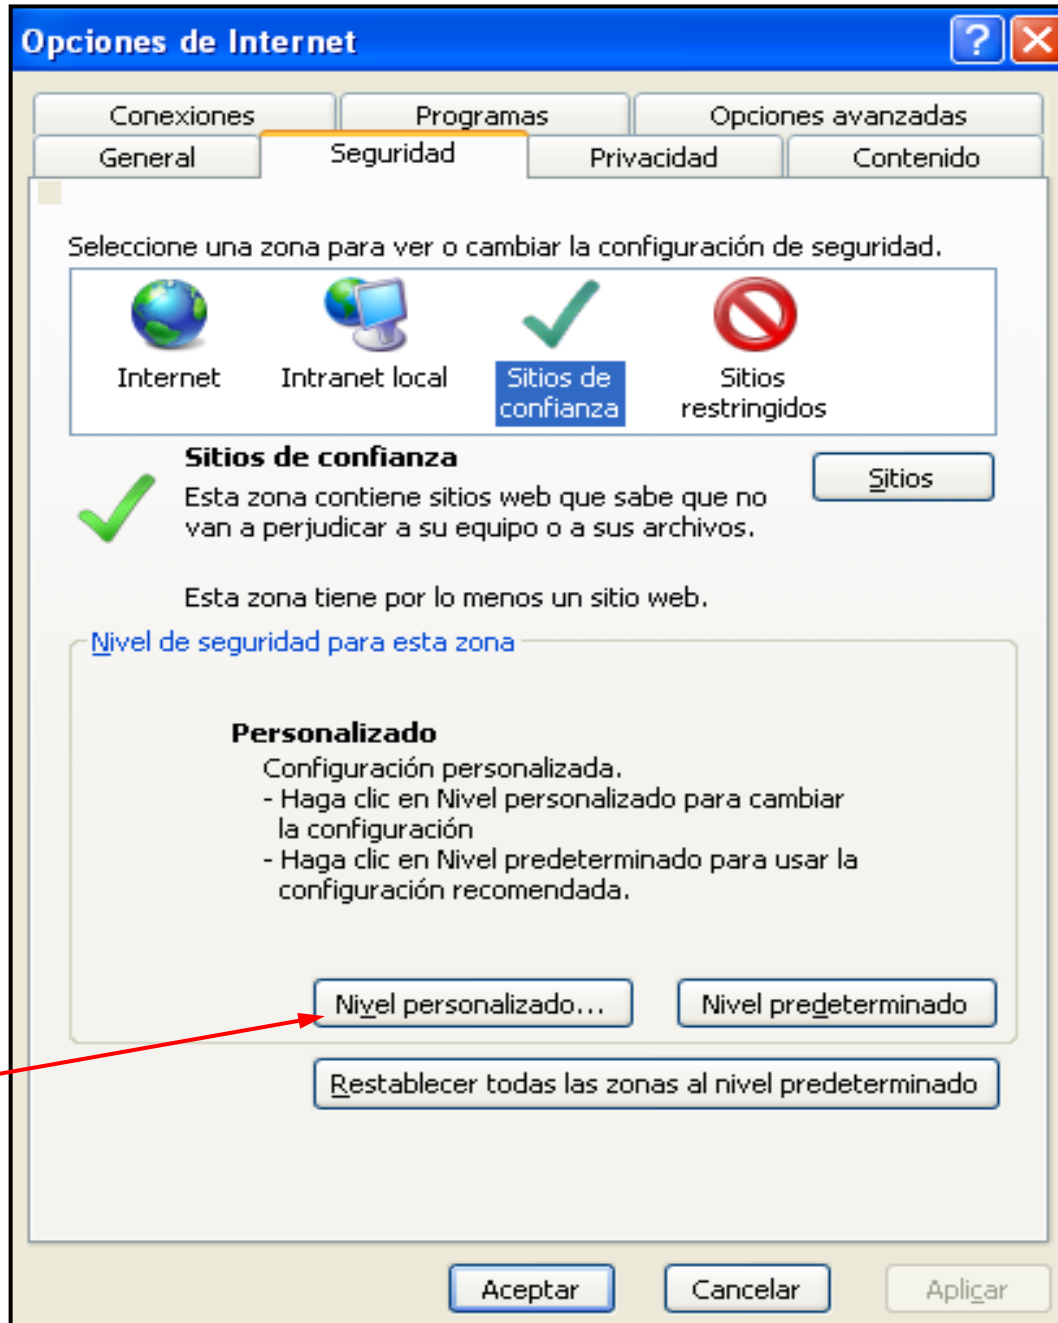 Opciones de Internet
Conexiones Programas Opciones avanzadas
General Seguridad Privacidad Contenido
Seleccione una zona para ver o cambiar la configuración de seguridad.
Internet Intranet local Sitios de confianza Sitios restringidos
Sitios de confianza
Sitios
Esta zona contiene sitios web que sabe que no
van a perjudicar a su equipo o a sus archivos.
Esta zona tiene por lo menos un sitio web.
Nivel de seguridad para esta zona
Personalizado
Configuración personalizada.
- Haga clic en Nivel personalizado para cambiar
la configuración
- Haga clic en Nivel predeterminado para usar la
configuración recomendada.
Nivel personalizado... Nivel predeterminado
Restablecer todas las zonas al nivel predeterminado
Aceptar Cancelar Aplicar